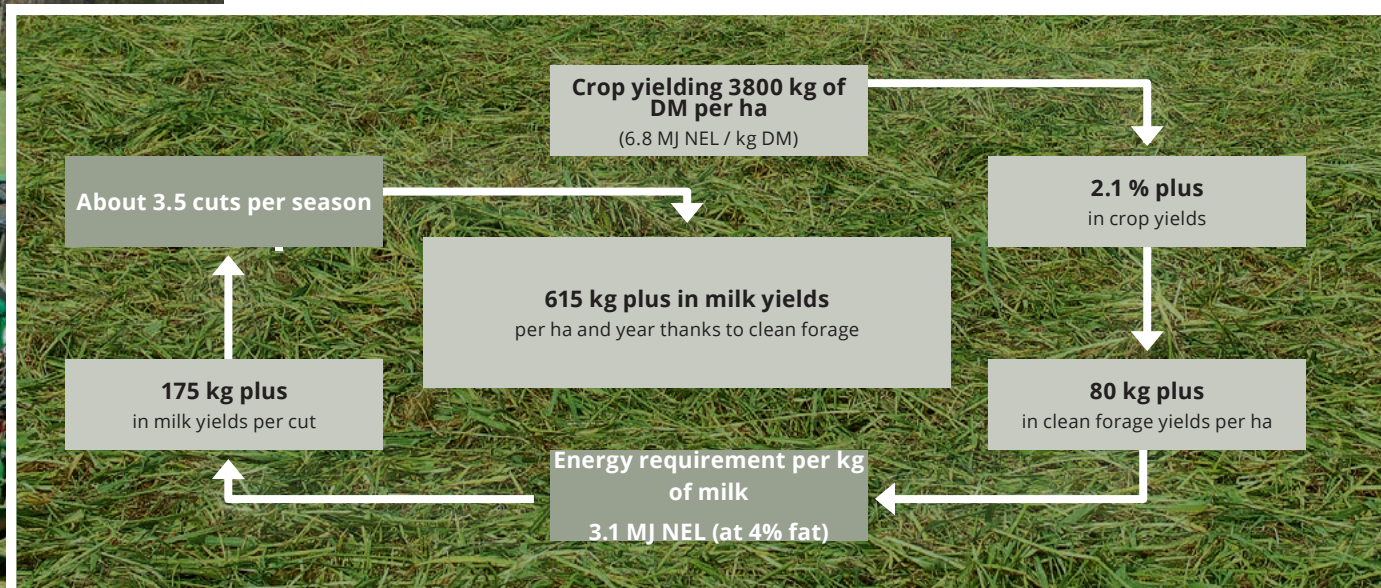 Crop yielding 3800 kg of
DM per ha
(6.8 MJ NEL / kg DM)
2.1 % plus
in crop yields
80 kg plus
in clean forage yields per ha
Energy requirement per kg
of milk
3.1 MJ NEL (at 4% fat)
175 kg plus
in milk yields per cut
About 3.5 cuts per season
615 kg plus in milk yields
per ha and year thanks to clean forage